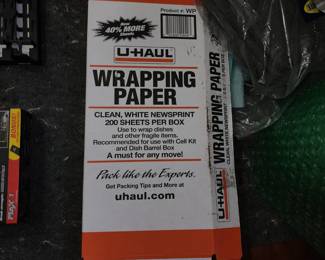 Product #: WP
40% MORE
U-HAUL
WRAPPING
PAPER
CLEAN, WHITE NEWSPRINT
200 SHEETS PER BOX
Use to wrap dishes
and other fragile items.
Recommended for use with Cell Kit
and Dish Barrel Box
A must for any move!
Pack like the Experts.
Get Packing Tips and More at
uhaul.com
U-HAUL
WRAPPING PAPER
CLEAN, WHITE NEWSPRINT